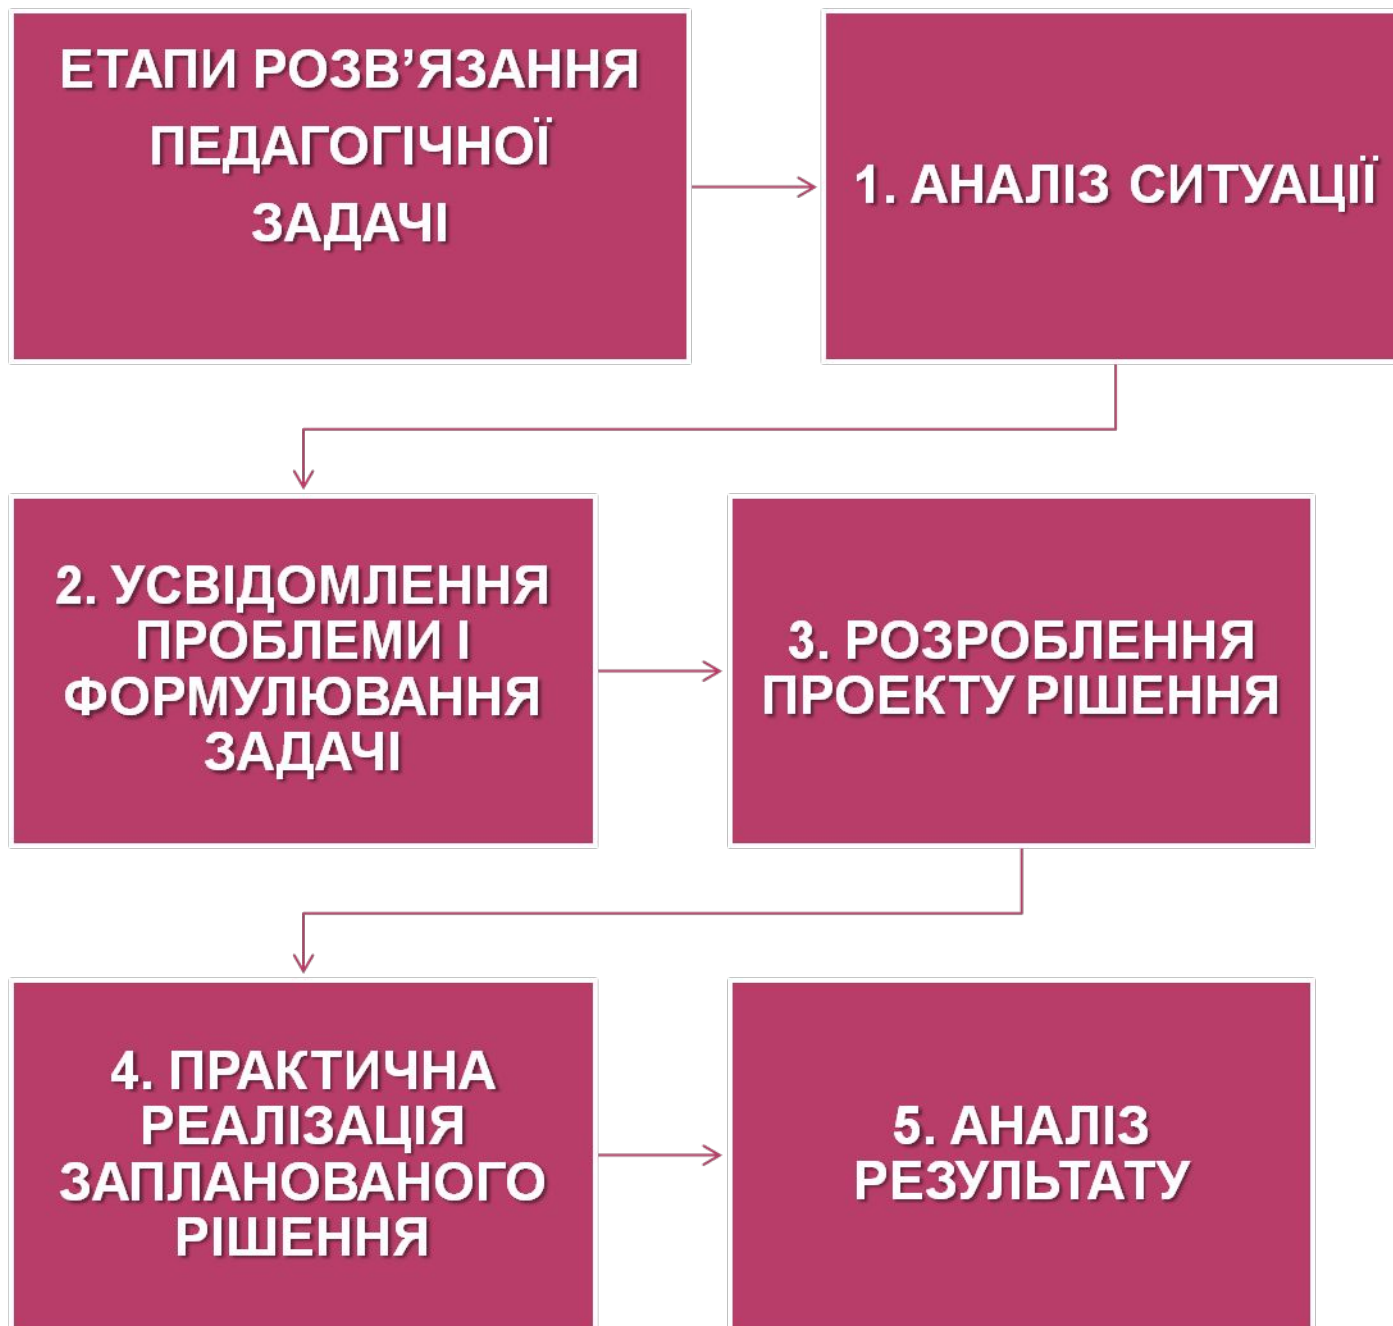 ЕТАПИ РОЗВ’ЯЗАННЯ
ПЕДАГОГІЧНОЇ
ЗАДАЧІ
1. АНАЛІЗ СИТУАЦІЇ
2. УСВІДОМЛЕННЯ
ПРОБЛЕМИ І
ФОРМУЛЮВАННЯ
ЗАДАЧІ
3. РОЗРОБЛЕННЯ
ПРОЕКТУ РІШЕННЯ
4. ПРАКТИЧНА
РЕАЛІЗАЦІЯ
ЗАПЛАНОВАНОГО
РІШЕННЯ
5. АНАЛІЗ
РЕЗУЛЬТАТУ